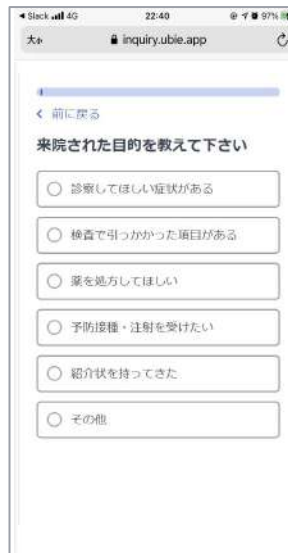 Slack 4G 22:40 97%
大小 inquiry.ubie.app
前に戻る
来院された目的を教えて下さい
診察してほしい症状がある
検査で引っかかった項目がある
薬を処方してほしい
予防接種・注射を受けたい
紹介状を持ってきた
その他